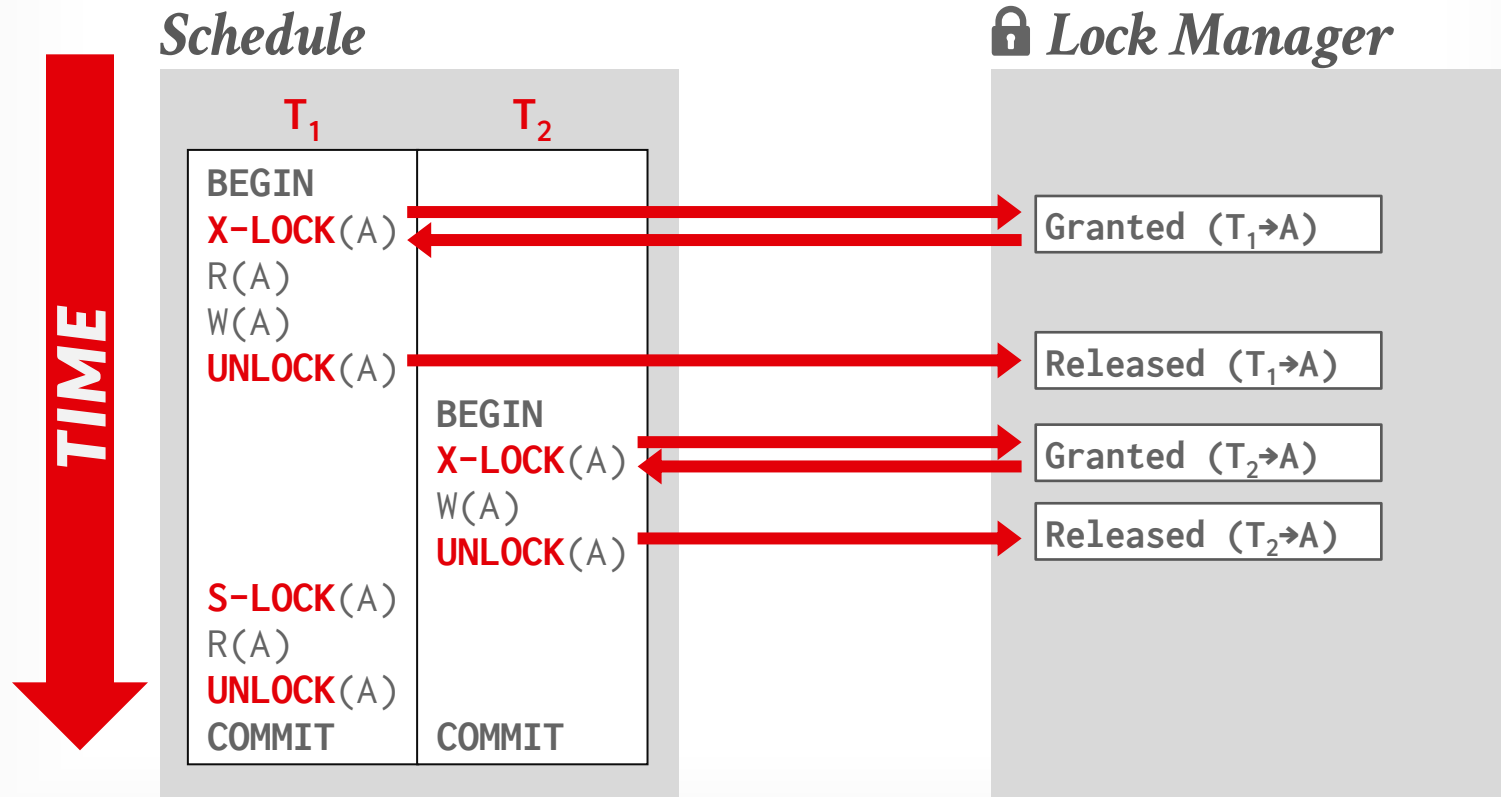 Schedule
Lock Manager
TIME
T₁
T₂
BEGIN
X-LOCK(A)
R(A)
W(A)
UNLOCK(A)
BEGIN
X-LOCK(A)
W(A)
UNLOCK(A)
S-LOCK(A)
R(A)
UNLOCK(A)
COMMIT
COMMIT
Granted (T₁→A)
Released (T₁→A)
Granted (T₂→A)
Released (T₂→A)